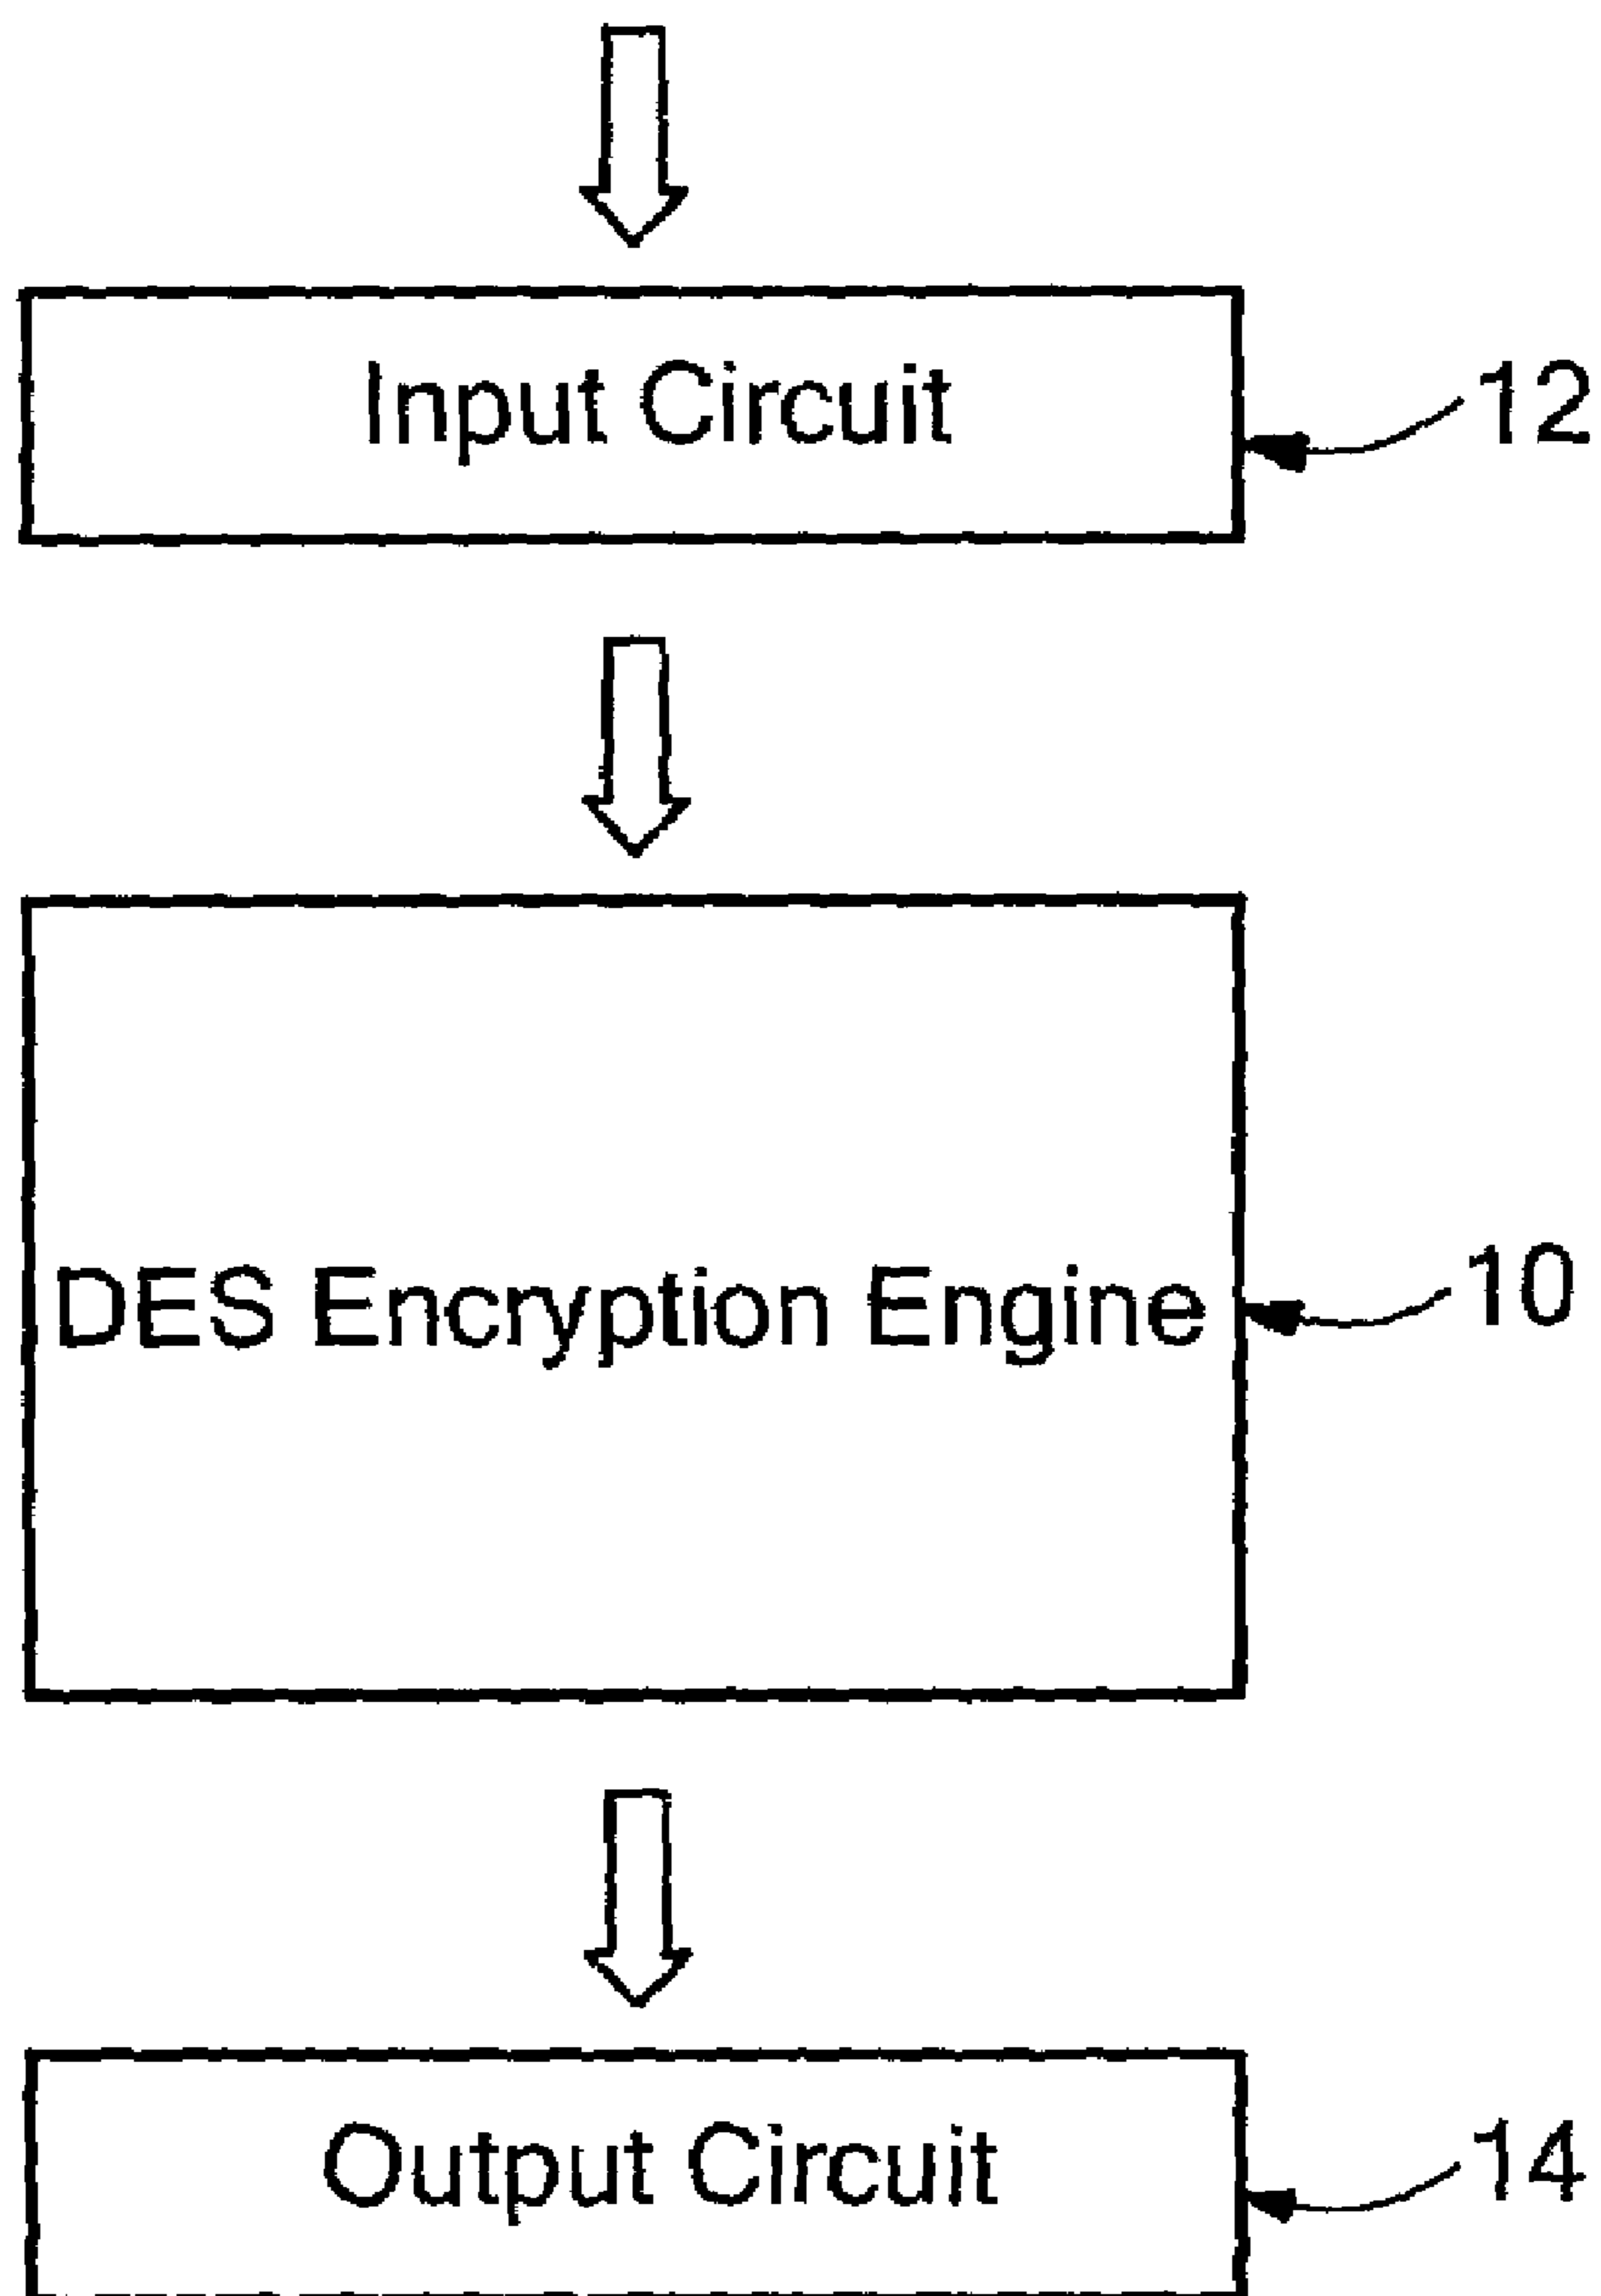 Input Circuit
12
DES Encryption Engine
10
Output Circuit
14